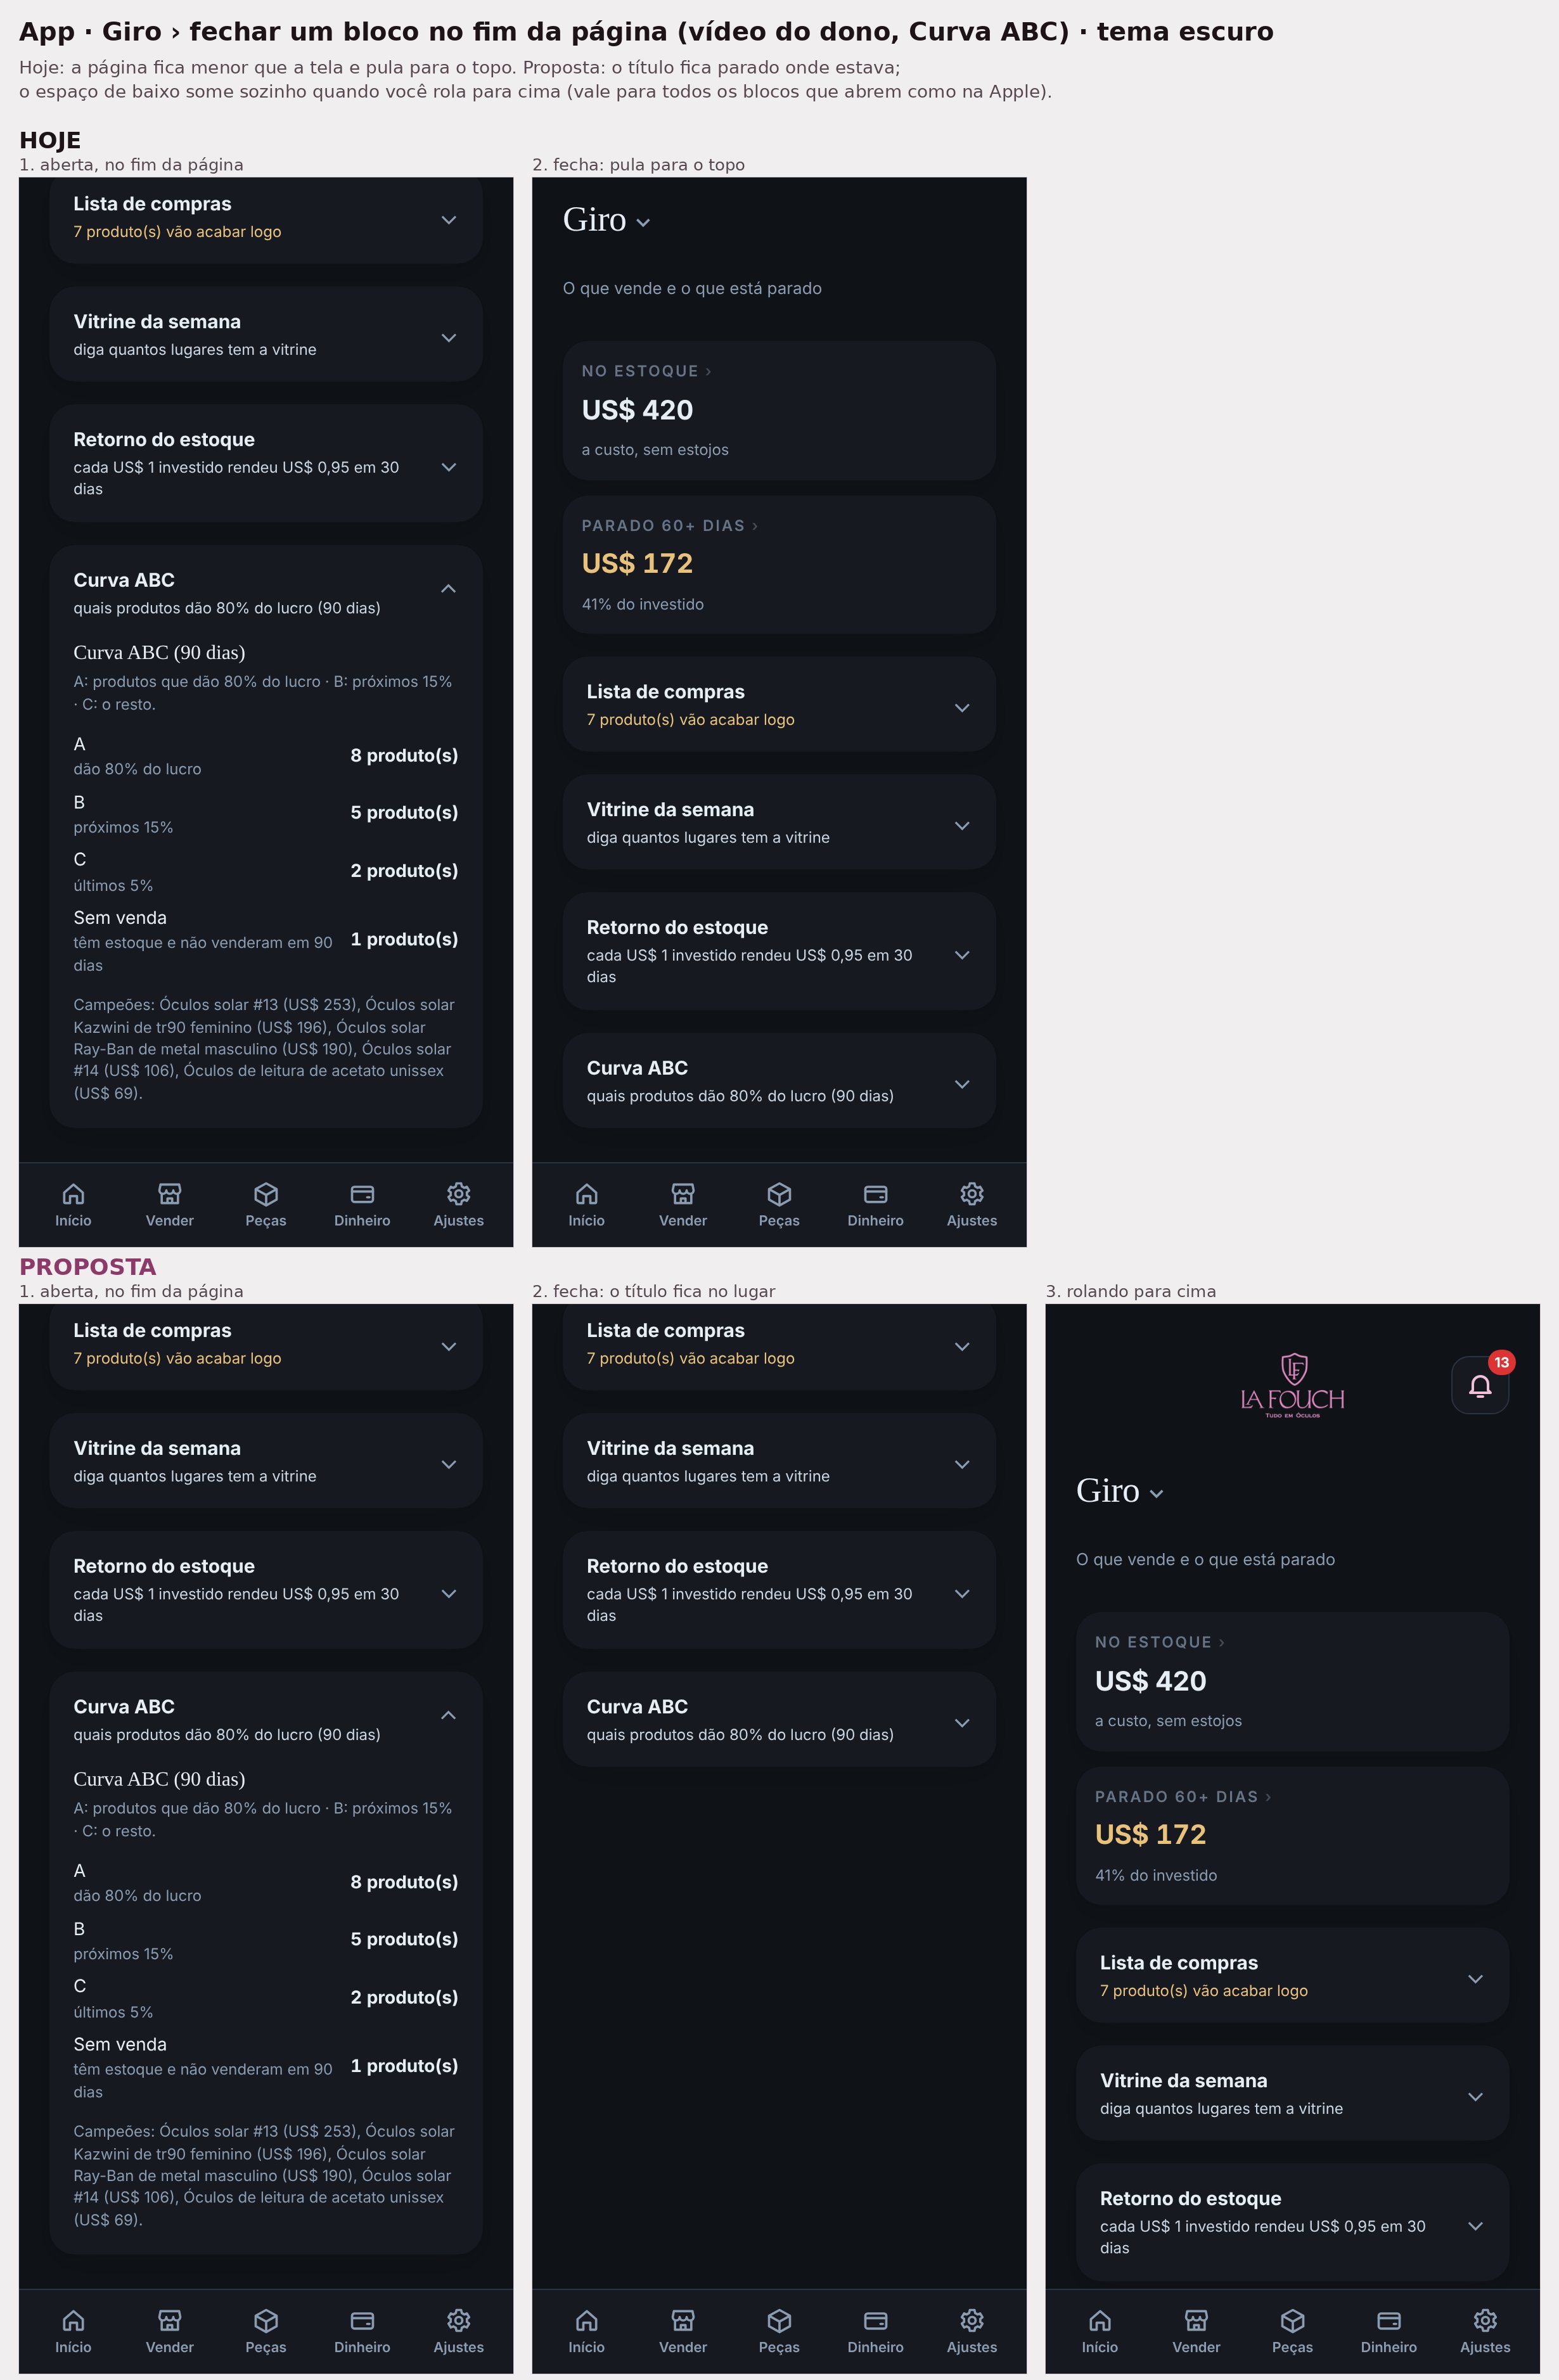 App · Giro › fechar um bloco no fim da página (vídeo do dono, Curva ABC) · tema escuro
Hoje: a página fica menor que a tela e pula para o topo. Proposta: o título fica parado onde estava;
o espaço de baixo some sozinho quando você rola para cima (vale para todos os blocos que abrem como na Apple).
HOJE
1. aberta, no fim da página
Lista de compras
7 produto(s) vão acabar logo
Vitrine da semana
diga quantos lugares tem a vitrine
Retorno do estoque
cada US$ 1 investido rendeu US$ 0,95 em 30
dias
Curva ABC
quais produtos dão 80% do lucro (90 dias)
Curva ABC (90 dias)
A: produtos que dão 80% do lucro · B: próximos 15%
· C: o resto.
A
dão 80% do lucro
8 produto(s)
B
próximos 15%
5 produto(s)
C
últimos 5%
2 produto(s)
Sem venda
têm estoque e não venderam em 90
dias
1 produto(s)
Campeões: Óculos solar #13 (US$ 253), Óculos solar
Kazwini de tr90 feminino (US$ 196), Óculos solar
Ray-Ban de metal masculino (US$ 190), Óculos solar
#14 (US$ 106), Óculos de leitura de acetato unissex
(US$ 69).
Início Vender Peças Dinheiro Ajustes
2. fecha: pula para o topo
Giro
O que vende e o que está parado
NO ESTOQUE ›
US$ 420
a custo, sem estojos
PARADO 60+ DIAS ›
US$ 172
41% do investido
Lista de compras
7 produto(s) vão acabar logo
Vitrine da semana
diga quantos lugares tem a vitrine
Retorno do estoque
cada US$ 1 investido rendeu US$ 0,95 em 30
dias
Curva ABC
quais produtos dão 80% do lucro (90 dias)
Início Vender Peças Dinheiro Ajustes
PROPOSTA
1. aberta, no fim da página
Lista de compras
7 produto(s) vão acabar logo
Vitrine da semana
diga quantos lugares tem a vitrine
Retorno do estoque
cada US$ 1 investido rendeu US$ 0,95 em 30
dias
Curva ABC
quais produtos dão 80% do lucro (90 dias)
Curva ABC (90 dias)
A: produtos que dão 80% do lucro · B: próximos 15%
· C: o resto.
A
dão 80% do lucro
8 produto(s)
B
próximos 15%
5 produto(s)
C
últimos 5%
2 produto(s)
Sem venda
têm estoque e não venderam em 90
dias
1 produto(s)
Campeões: Óculos solar #13 (US$ 253), Óculos solar
Kazwini de tr90 feminino (US$ 196), Óculos solar
Ray-Ban de metal masculino (US$ 190), Óculos solar
#14 (US$ 106), Óculos de leitura de acetato unissex
(US$ 69).
Início Vender Peças Dinheiro Ajustes
2. fecha: o título fica no lugar
Lista de compras
7 produto(s) vão acabar logo
Vitrine da semana
diga quantos lugares tem a vitrine
Retorno do estoque
cada US$ 1 investido rendeu US$ 0,95 em 30
dias
Curva ABC
quais produtos dão 80% do lucro (90 dias)
Início Vender Peças Dinheiro Ajustes
3. rolando para cima
LF
LA FOUCH
TUDO EM ÓCULOS
13
Giro
O que vende e o que está parado
NO ESTOQUE ›
US$ 420
a custo, sem estojos
PARADO 60+ DIAS ›
US$ 172
41% do investido
Lista de compras
7 produto(s) vão acabar logo
Vitrine da semana
diga quantos lugares tem a vitrine
Retorno do estoque
cada US$ 1 investido rendeu US$ 0,95 em 30
dias
Início Vender Peças Dinheiro Ajustes